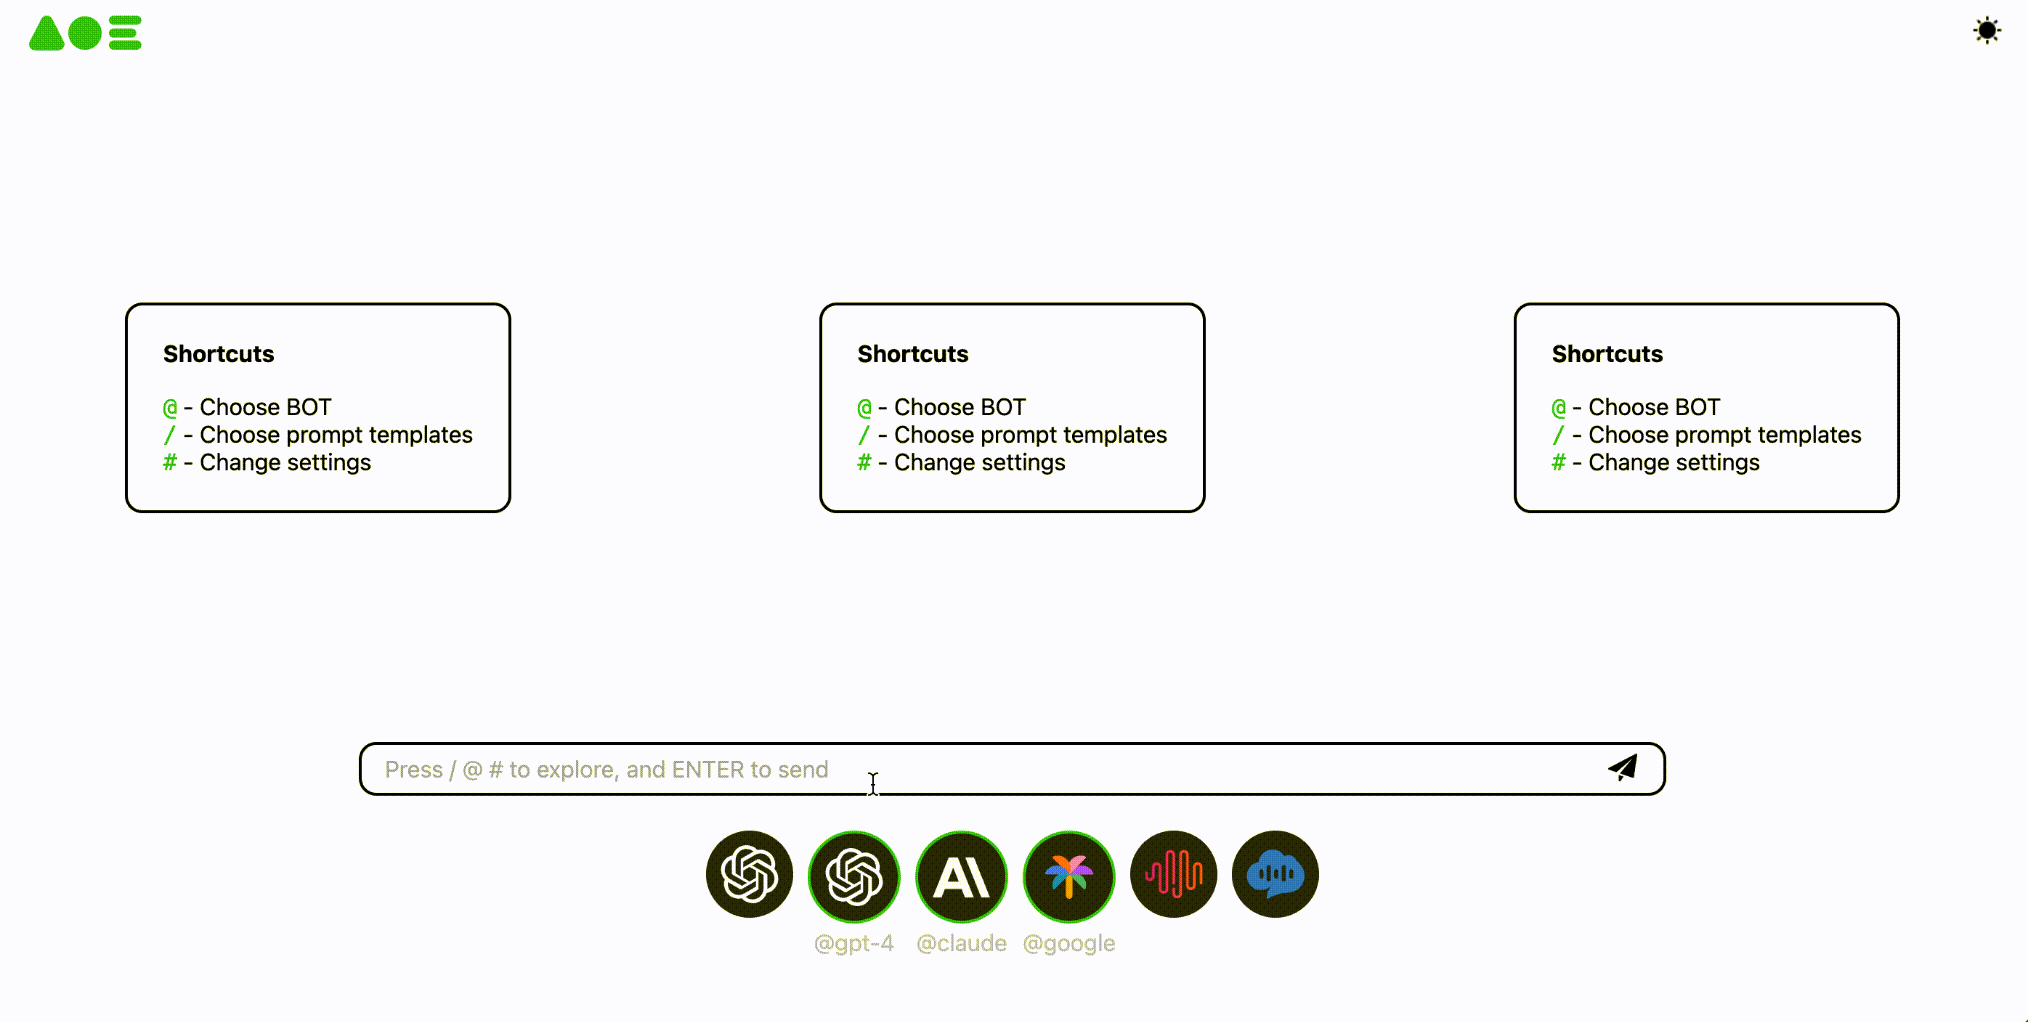 Shortcuts
@ - Choose BOT
/ - Choose prompt templates
# - Change settings
Shortcuts
@ - Choose BOT
/ - Choose prompt templates
# - Change settings
Shortcuts
@ - Choose BOT
/ - Choose prompt templates
# - Change settings
Press / @ # to explore, and ENTER to send
@gpt-4 @claude @google